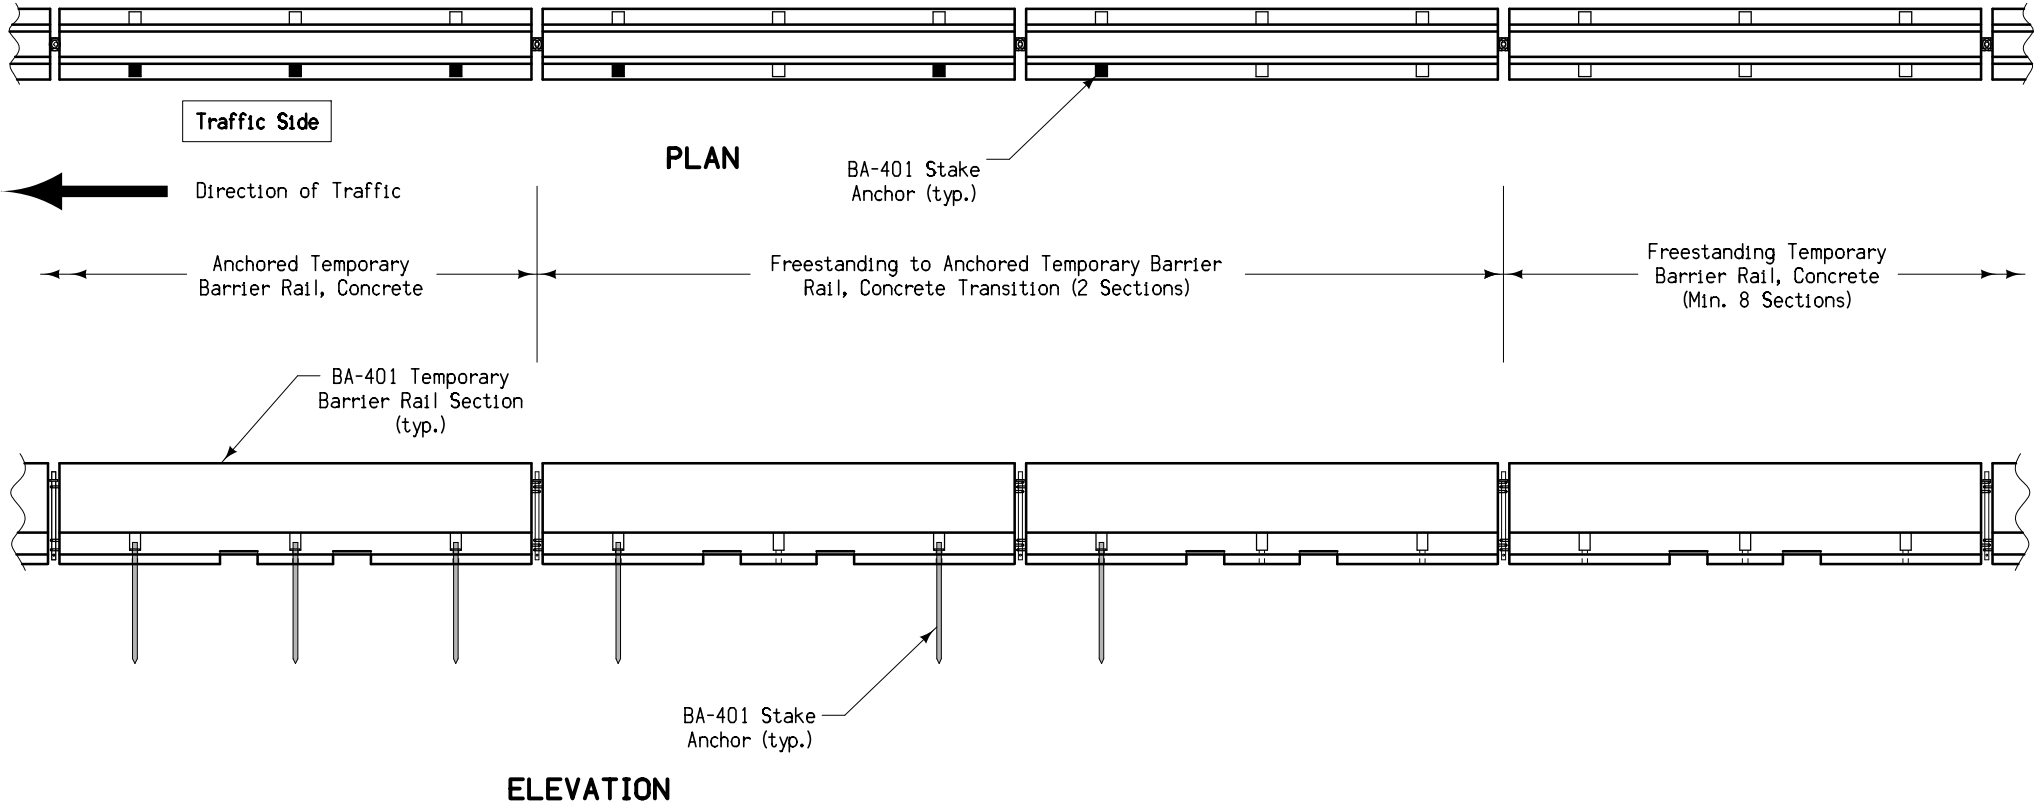 Traffic Side
PLAN
BA-401 Stake
Anchor (typ.)
Direction of Traffic
Anchored Temporary
Barrier Rail, Concrete
Freestanding to Anchored Temporary Barrier
Rail, Concrete Transition (2 Sections)
Freestanding Temporary
Barrier Rail, Concrete
(Min. 8 Sections)
BA-401 Temporary
Barrier Rail Section
(typ.)
BA-401 Stake
Anchor (typ.)
ELEVATION